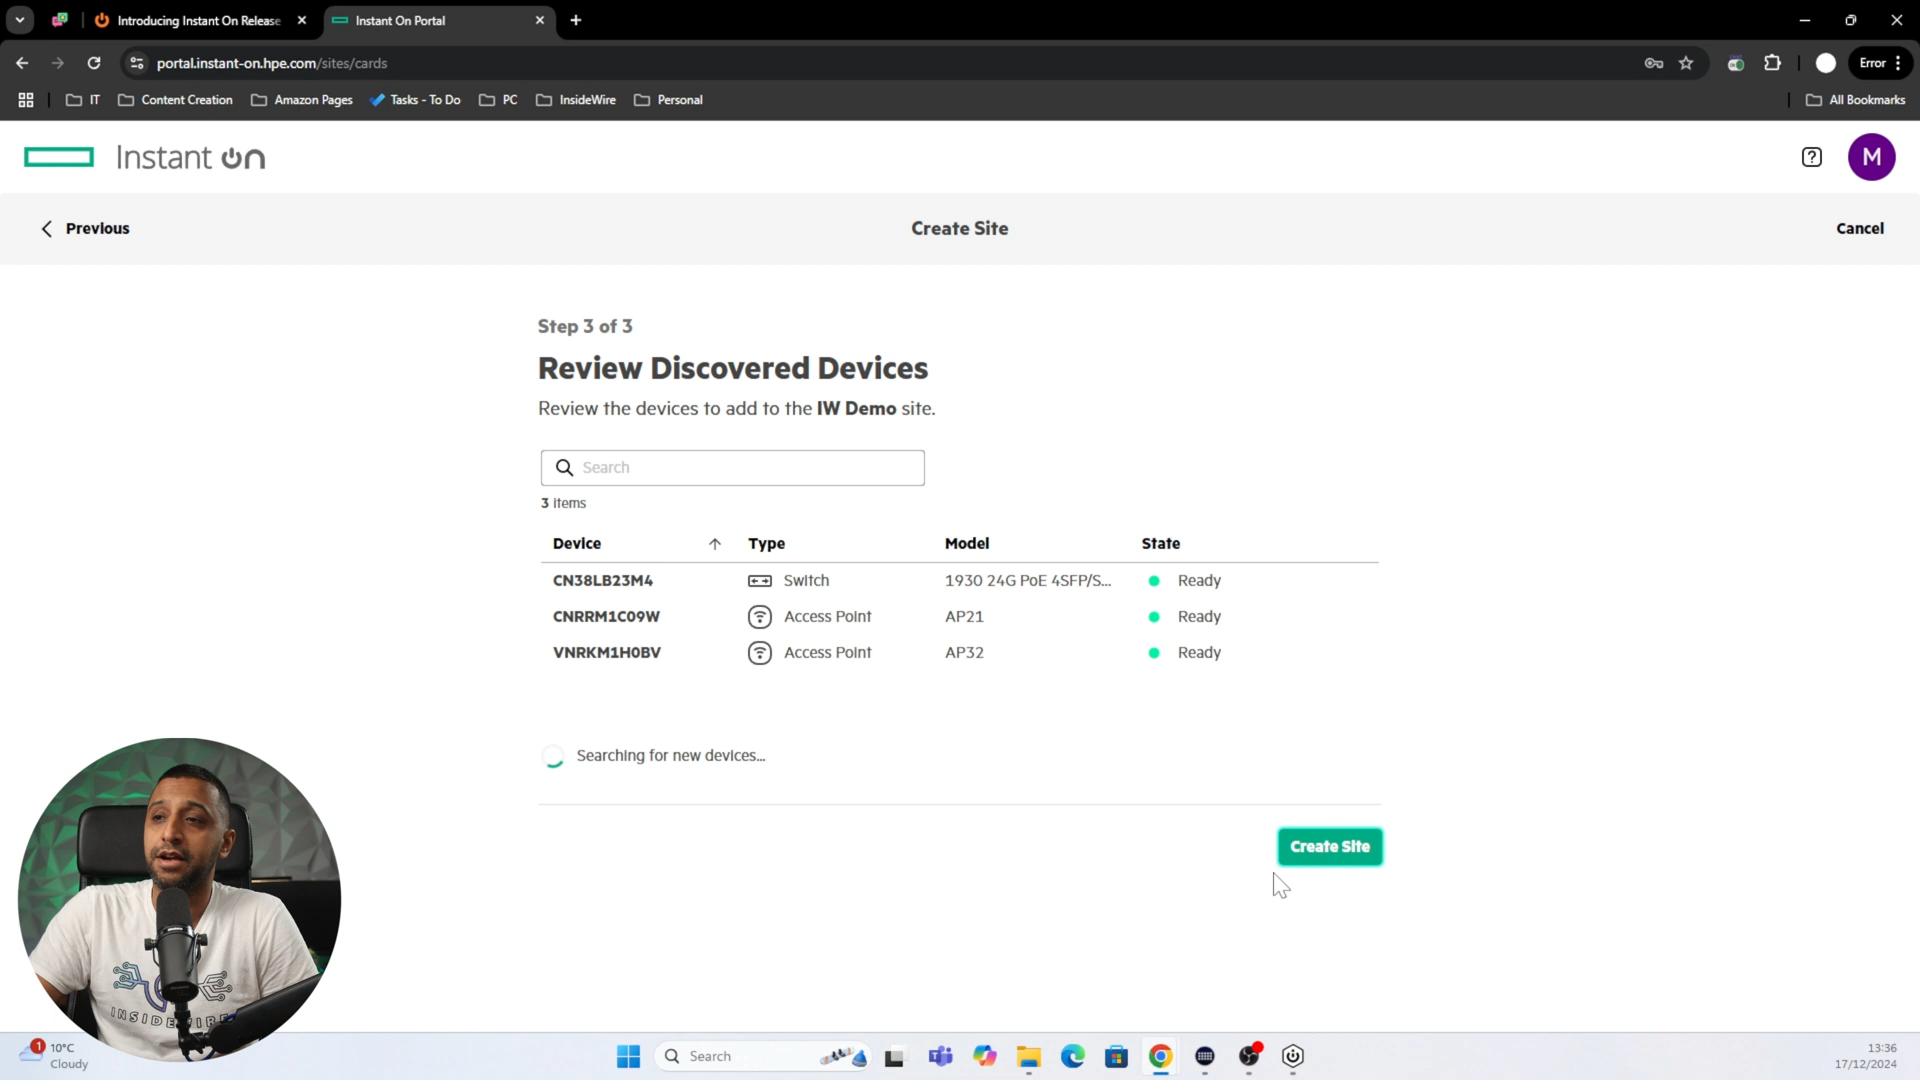 Introducing Instant On Release
Instant On Portal
portal.instant-on.hpe.com/sites/cards
Error
IT
Content Creation
Amazon Pages
Tasks - To Do
PC
InsideWire
Personal
All Bookmarks
Instant on
M
Previous
Create Site
Cancel
Step 3 of 3
Review Discovered Devices
Review the devices to add to the IW Demo site.
Search
3 items
Device Type Model State
CN38LB23M4 Switch 1930 24G PoE 4SFP/S... Ready
CNRRM1C09W Access Point AP21 Ready
VNRKM1H0BV Access Point AP32 Ready
Searching for new devices...
Create Site
INSIDEWIRE
1
10°C
Cloudy
Search
13:36
17/12/2024